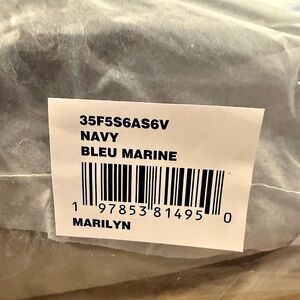 35F5S6AS6V
NAVY
BLEU MARINE
1 97853 81495 0
MARILYN